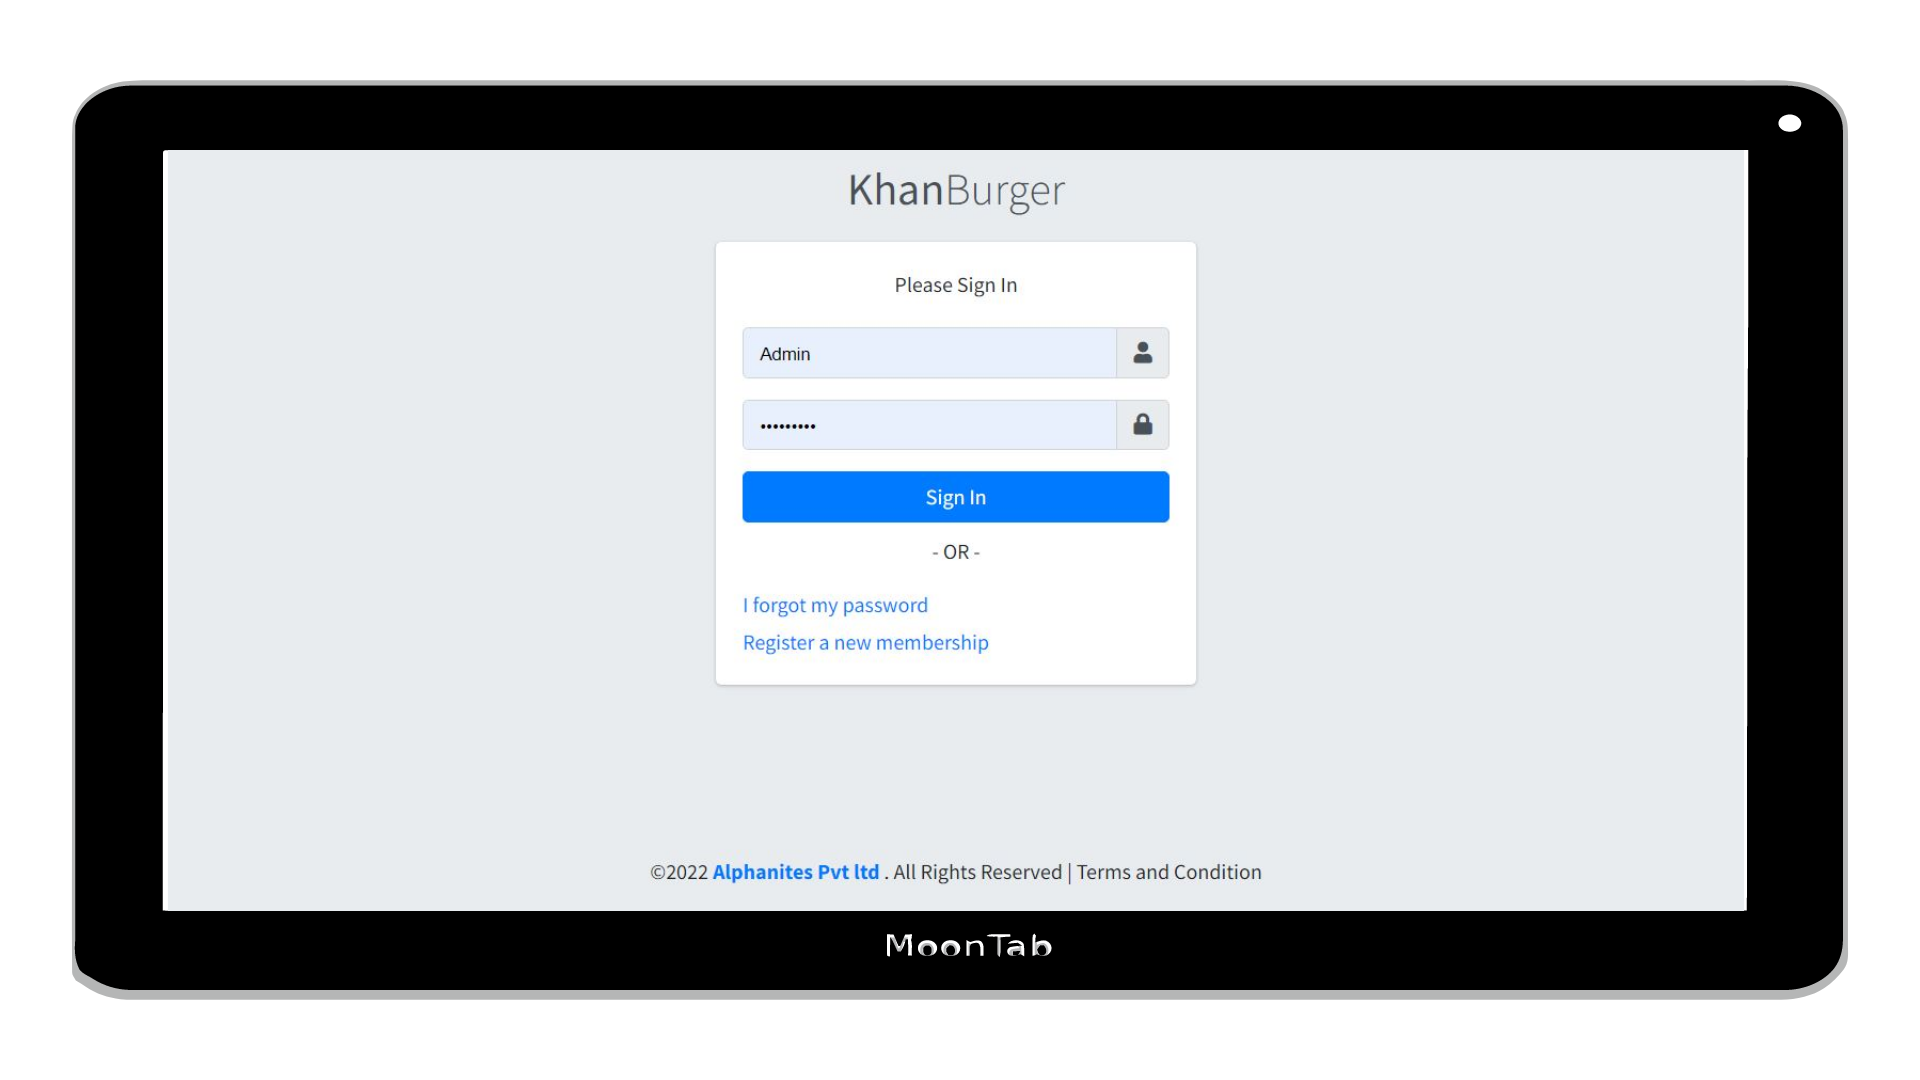 KhanBurger
Please Sign In
Admin
•••••••••
Sign In
- OR -
I forgot my password
Register a new membership
©2022 Alphanites Pvt ltd . All Rights Reserved | Terms and Condition
MoonTab